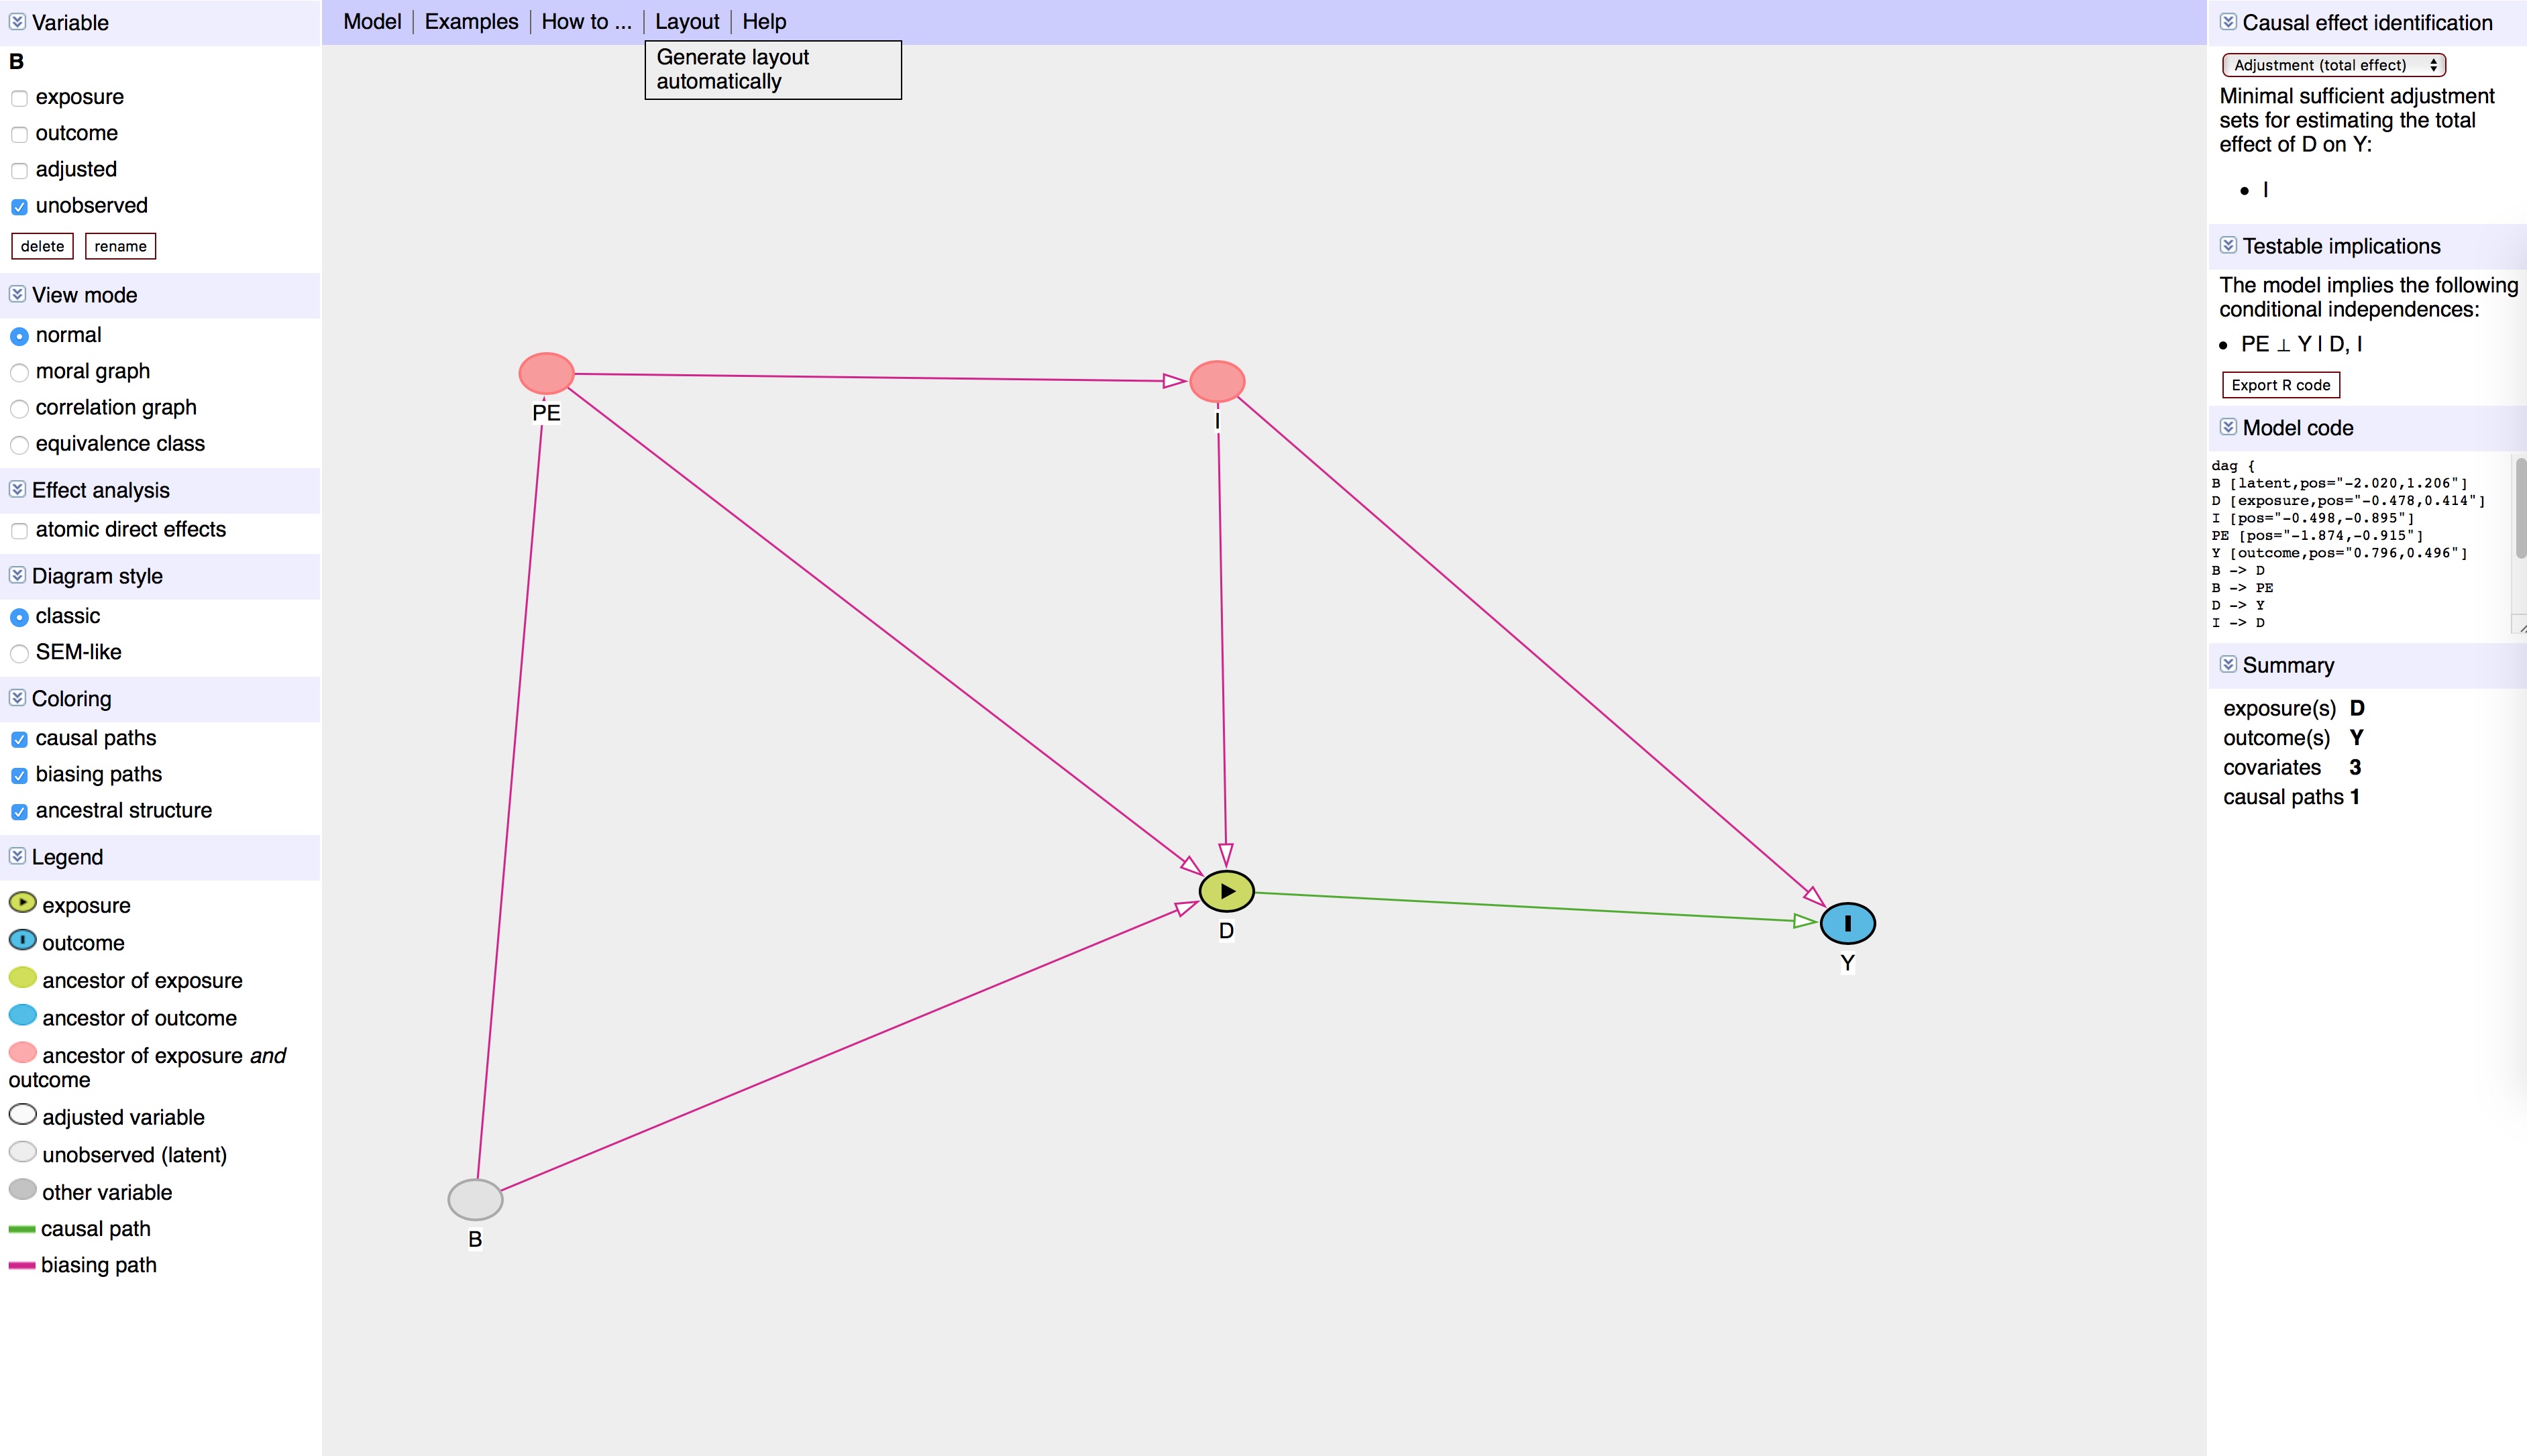 Variable
B
exposure
outcome
adjusted
unobserved
delete rename
View mode
normal
moral graph
correlation graph
equivalence class
Effect analysis
atomic direct effects
Diagram style
classic
SEM-like
Coloring
causal paths
biasing paths
ancestral structure
Legend
exposure
outcome
ancestor of exposure
ancestor of outcome
ancestor of exposure and
outcome
adjusted variable
unobserved (latent)
other variable
causal path
biasing path
Model Examples How to ... Layout Help
Generate layout
automatically
PE
I
D
Y
B
Causal effect identification
Adjustment (total effect)
Minimal sufficient adjustment
sets for estimating the total
effect of D on Y:
• I
Testable implications
The model implies the following
conditional independences:
• PE ⊥ Y | D, I
Export R code
Model code
dag {
B [latent,pos="-2.020,1.206"]
D [exposure,pos="-0.478,0.414"]
I [pos="-0.498,-0.895"]
PE [pos="-1.874,-0.915"]
Y [outcome,pos="0.796,0.496"]
B -> D
B -> PE
D -> Y
I -> D
Summary
exposure(s) D
outcome(s) Y
covariates 3
causal paths 1